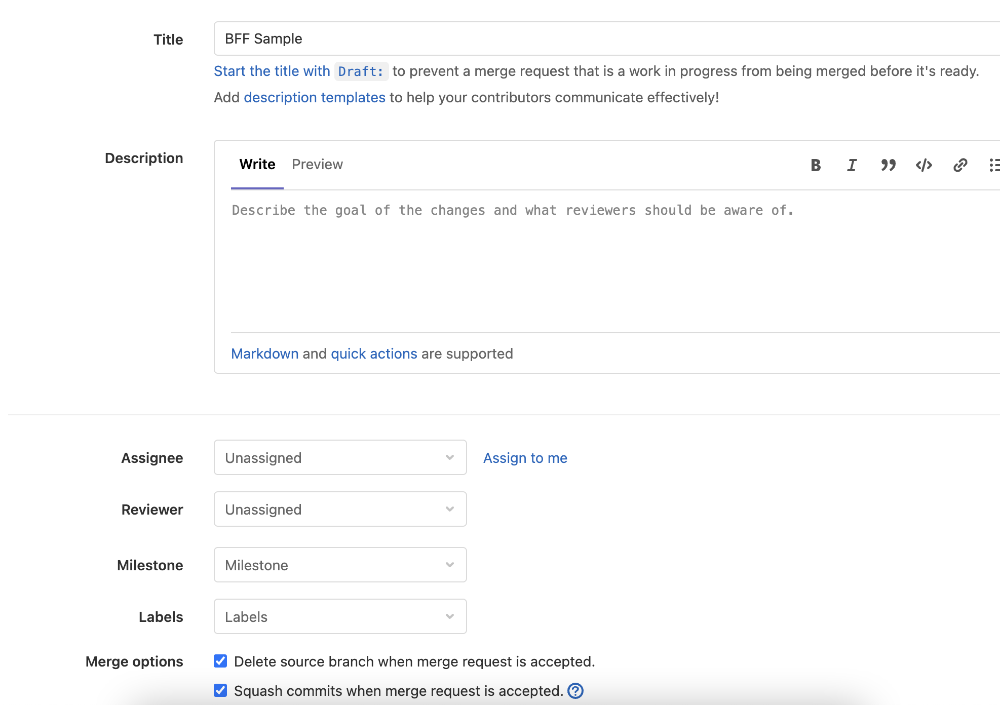 Title
BFF Sample
Start the title with Draft: to prevent a merge request that is a work in progress from being merged before it's ready.
Add description templates to help your contributors communicate effectively!
Description
Write Preview
Describe the goal of the changes and what reviewers should be aware of.
Markdown and quick actions are supported
Assignee
Unassigned
Assign to me
Reviewer
Unassigned
Milestone
Milestone
Labels
Labels
Merge options
Delete source branch when merge request is accepted.
Squash commits when merge request is accepted.